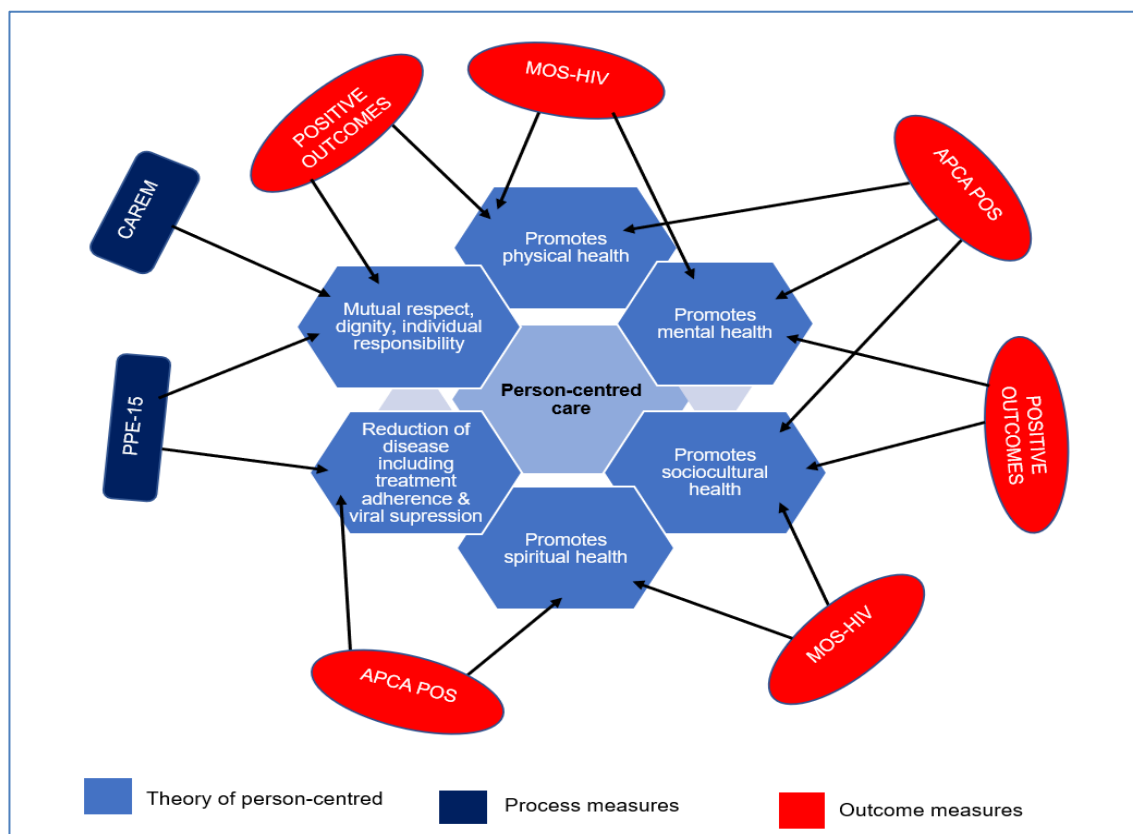 MOS-HIV
POSITIVE
OUTCOMES
APCA POS
CAREM
Promotes
physical health
Mutual respect,
dignity, individual
responsibility
Promotes
mental health
Person-centred
care
PPE-15
POSITIVE
OUTCOMES
Reduction of
disease
including
treatment
adherence &
viral supression
Promotes
sociocultural
health
Promotes
spiritual health
MOS-HIV
APCA POS
Theory of person-centred
Process measures
Outcome measures